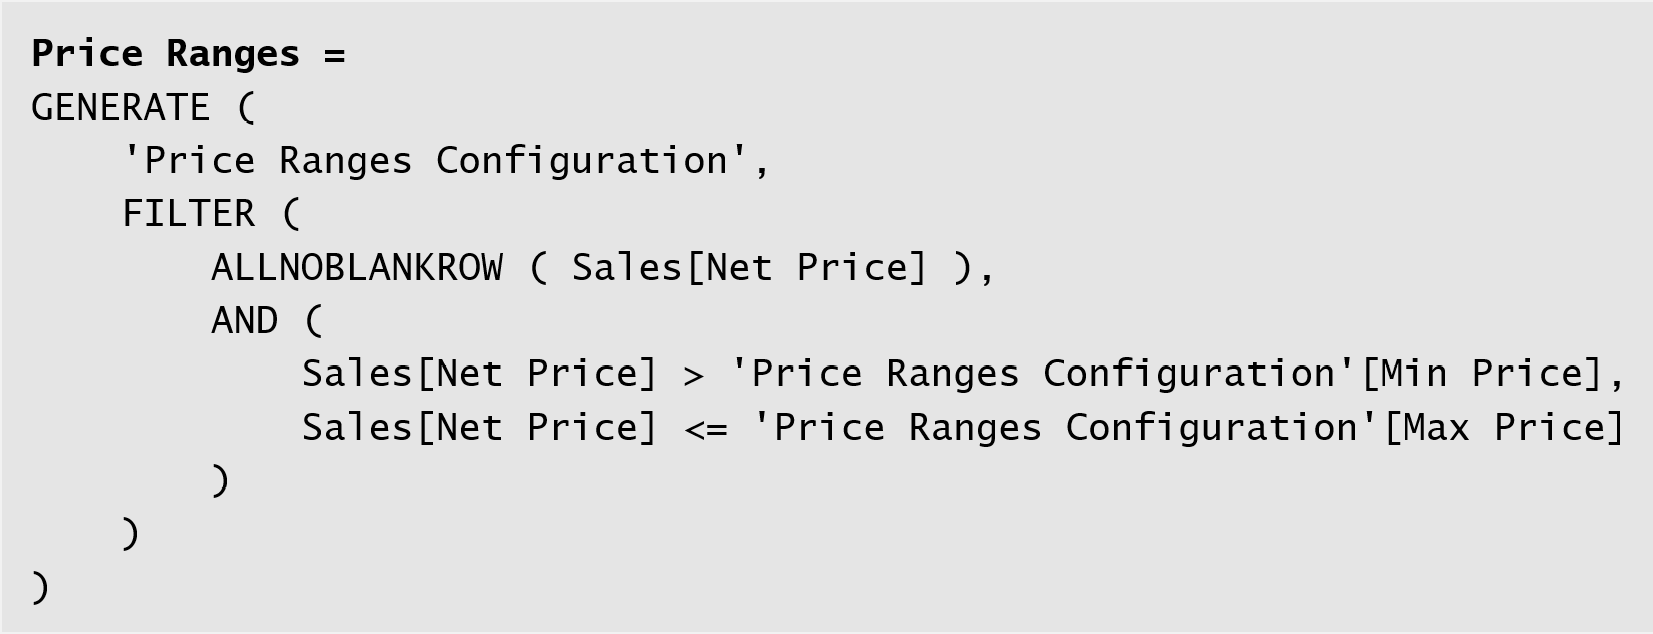 Price Ranges =
GENERATE (
    'Price Ranges Configuration',
    FILTER (
        ALLNOBLANKROW ( Sales[Net Price] ),
        AND (
            Sales[Net Price] > 'Price Ranges Configuration'[Min Price],
            Sales[Net Price] <= 'Price Ranges Configuration'[Max Price]
        )
    )
)